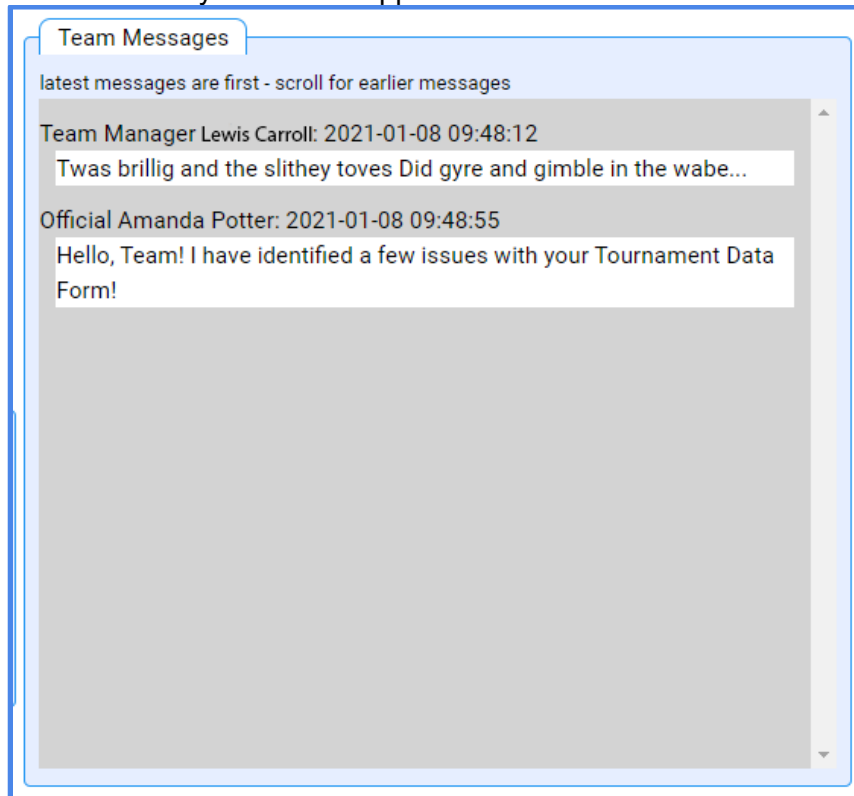 Team Messages
latest messages are first - scroll for earlier messages
Team Manager Lewis Carroll: 2021-01-08 09:48:12
Twas brillig and the slithey toves Did gyre and gimble in the wabe...
Official Amanda Potter: 2021-01-08 09:48:55
Hello, Team! I have identified a few issues with your Tournament Data
Form!